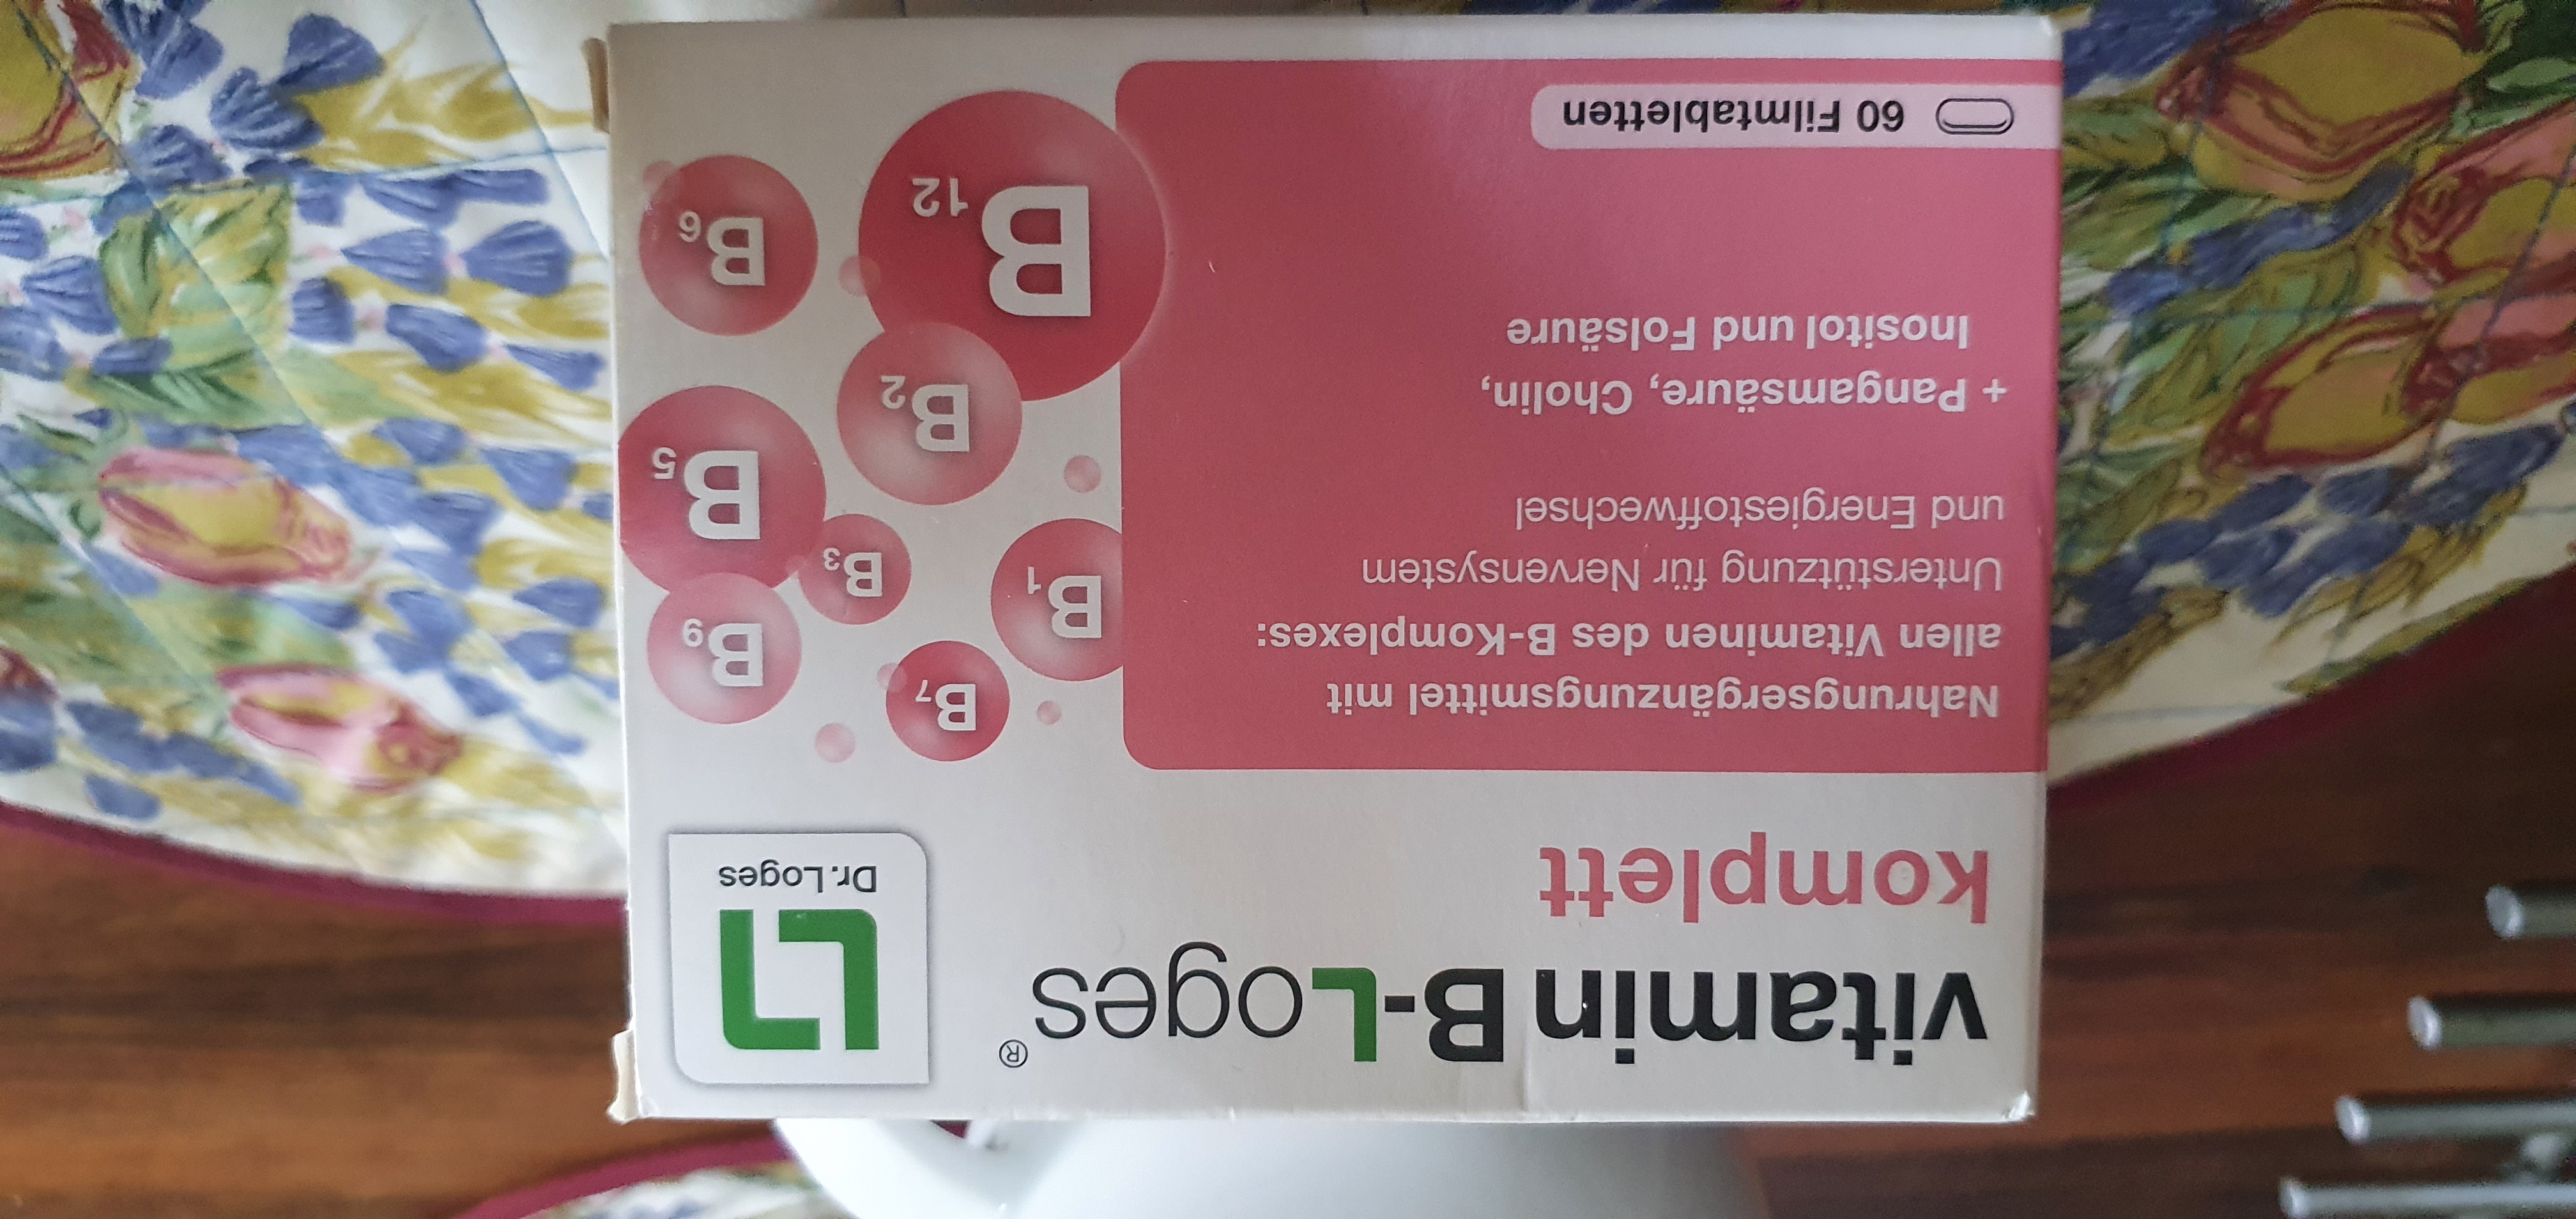 vitamin B-Loges®
komplett
Dr.Loges
Nahrungsergänzungsmittel mit
allen Vitaminen des B-Komplexes:
Unterstützung für Nervensystem
und Energiestoffwechsel
+ Pangamsäure, Cholin,
Inositol und Folsäure
60 Filmtabletten
B7
B9
B1
B3
B5
B2
B12
B6